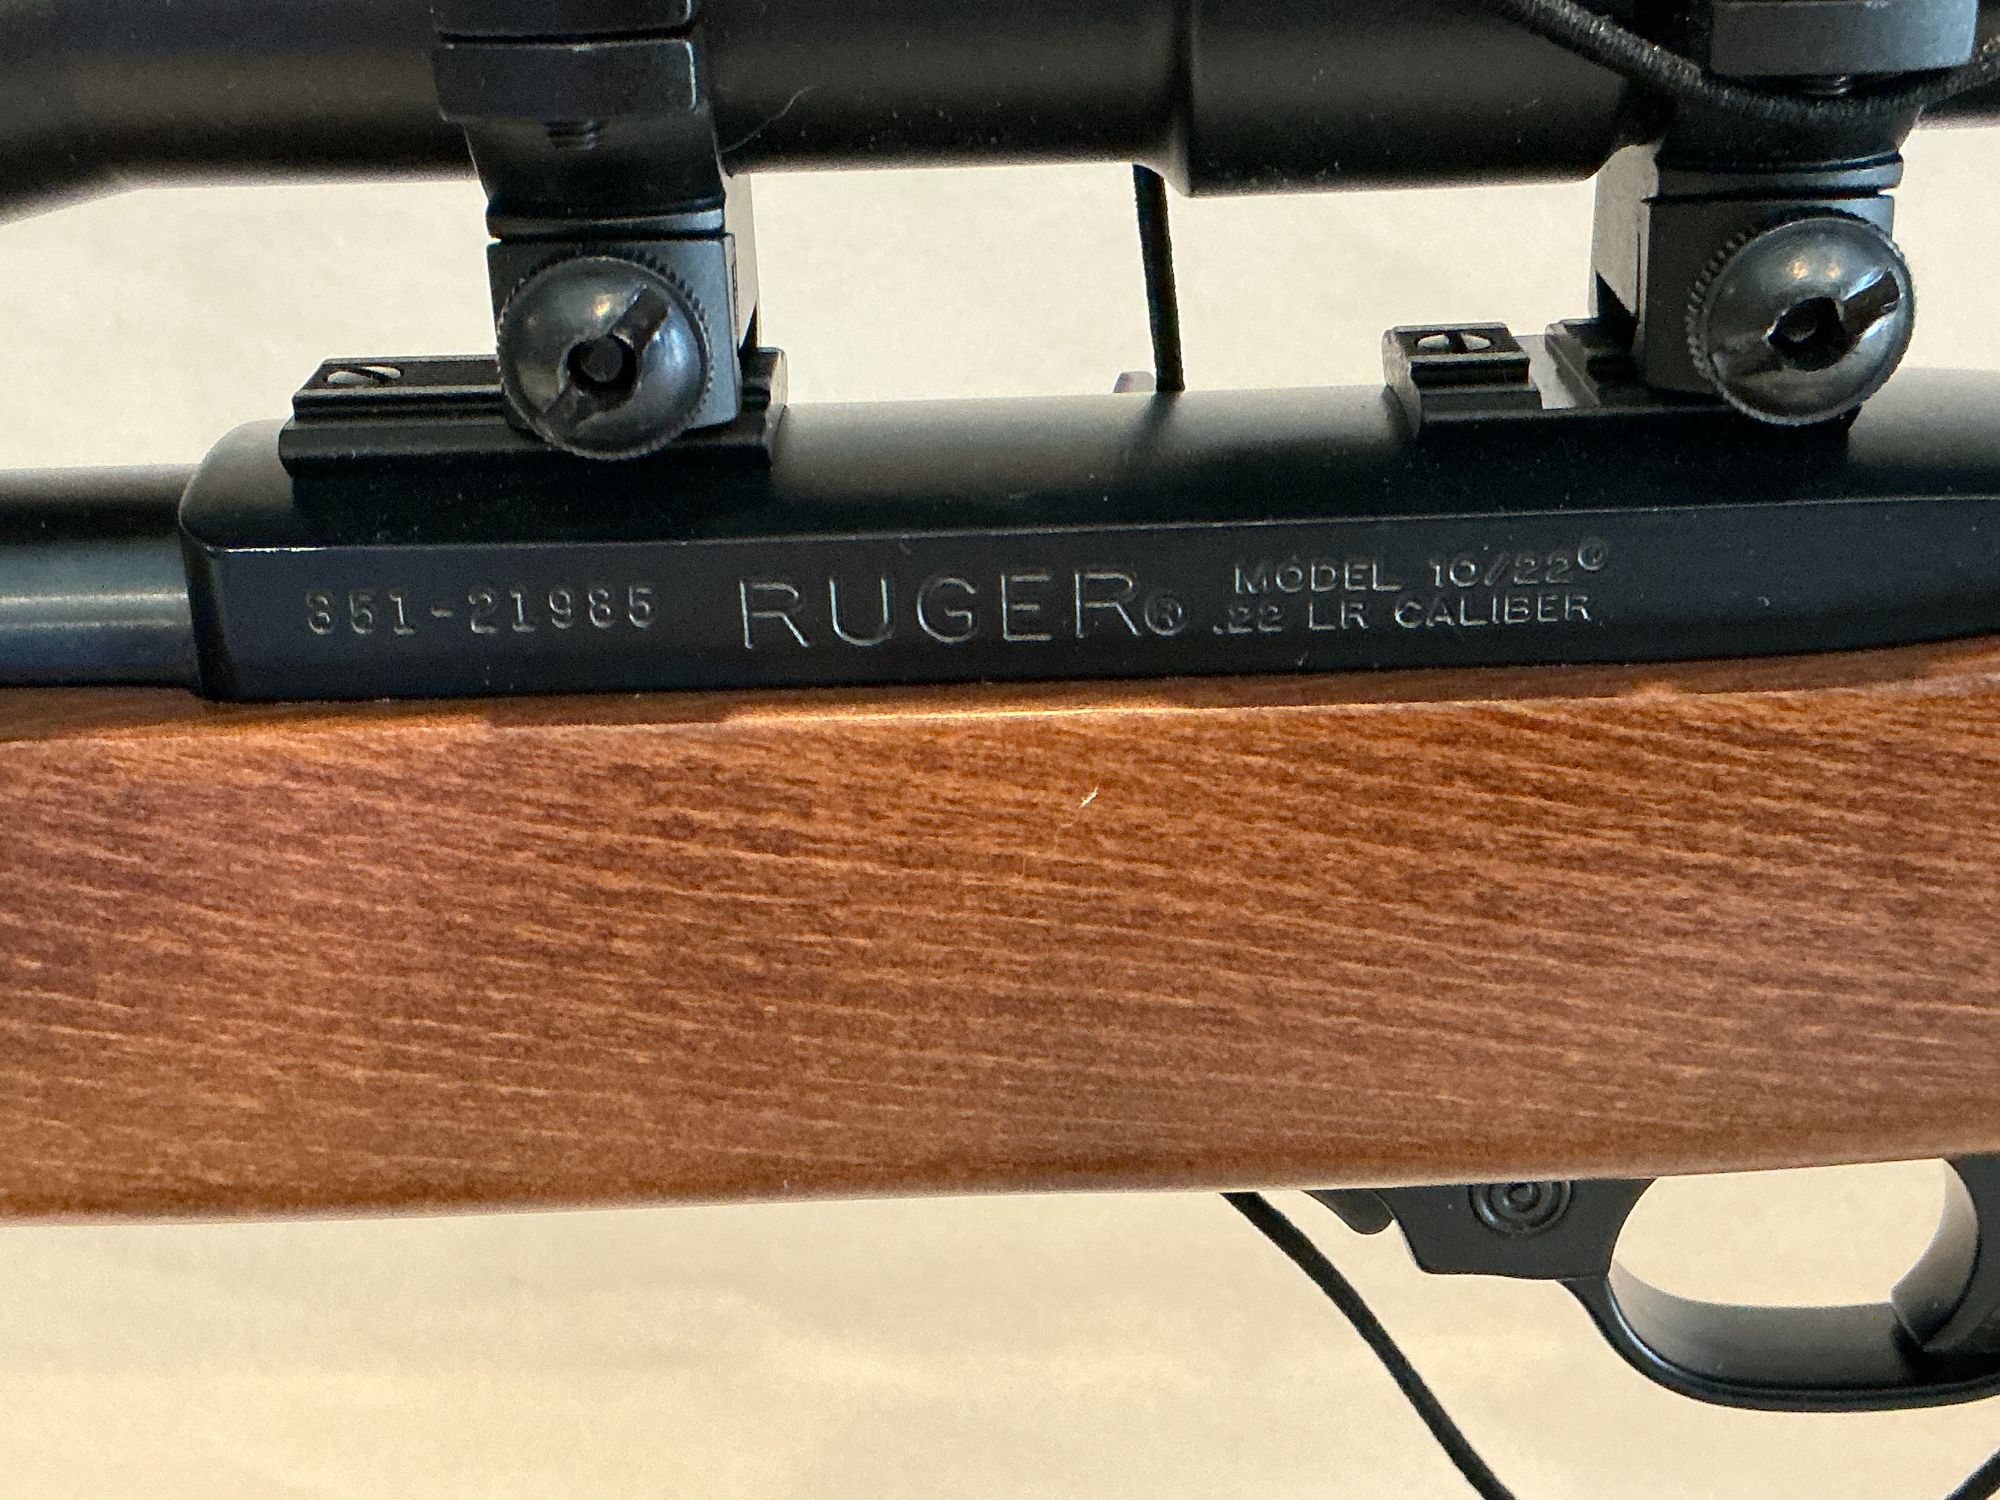 351-21985 RUGER® MODEL 10/22®
.22 LR CALIBER